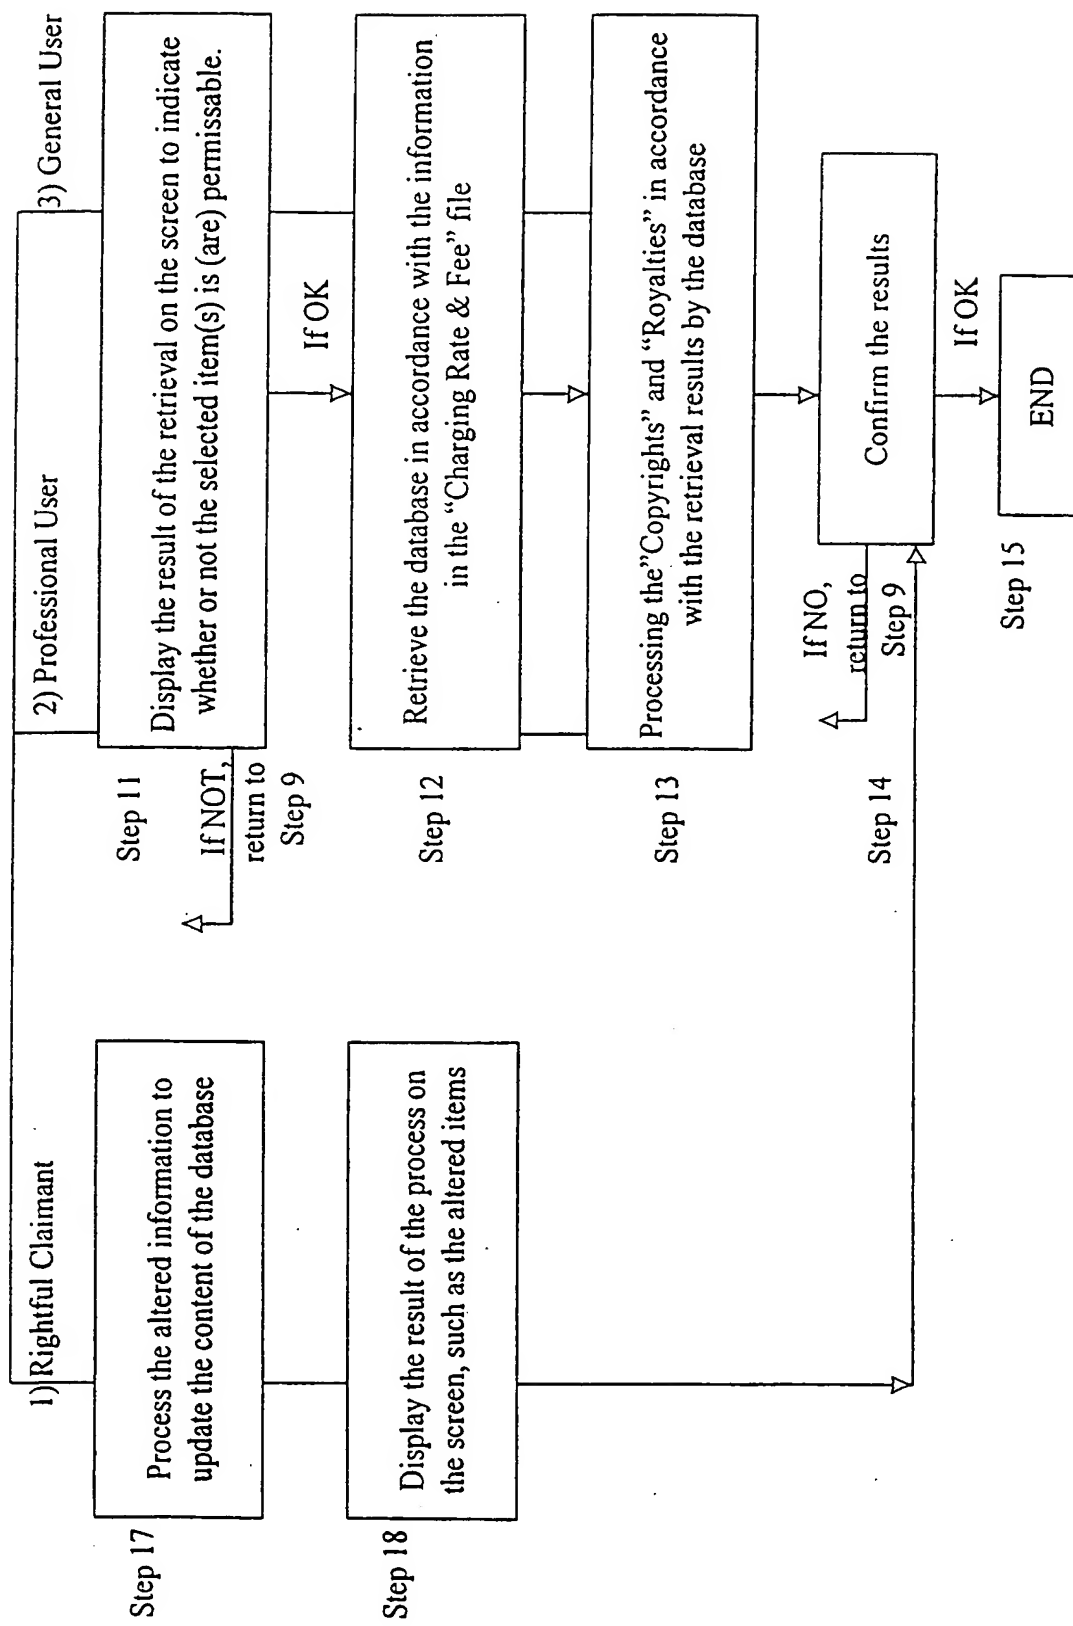 1) Rightful Claimant
2) Professional User
3) General User
Step 17
Process the altered information to
update the content of the database
Step 18
Display the result of the process on
the screen, such as the altered items
Step 11
Display the result of the retrieval on the screen to indicate
whether or not the selected item(s) is (are) permissable.
If NOT,
return to
Step 9
If OK
Step 12
Retrieve the database in accordance with the information
in the “Charging Rate & Fee” file
Step 13
Processing the”Copyrights” and “Royalties” in accordance
with the retrieval results by the database
Step 14
If NO,
return to
Step 9
Confirm the results
If OK
Step 15
END